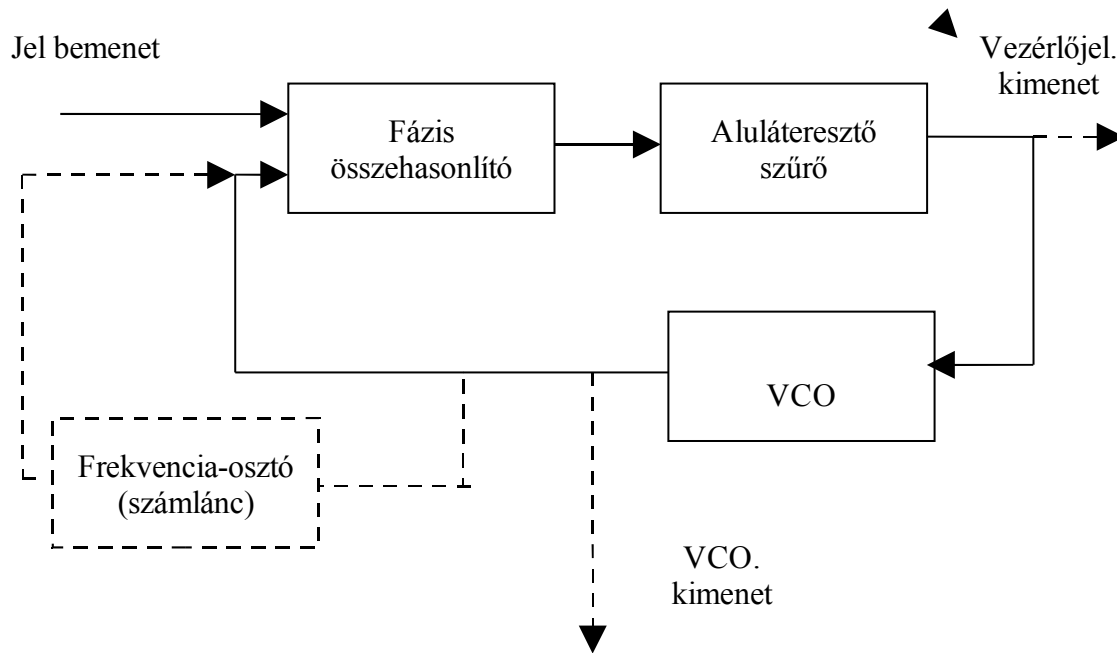 Jel bemenet
Vezérlőjel.
kimenet
Fázis
összehasonlító
Aluláteresztő
szűrő
VCO
Frekvencia-osztó
(számlánc)
VCO.
kimenet